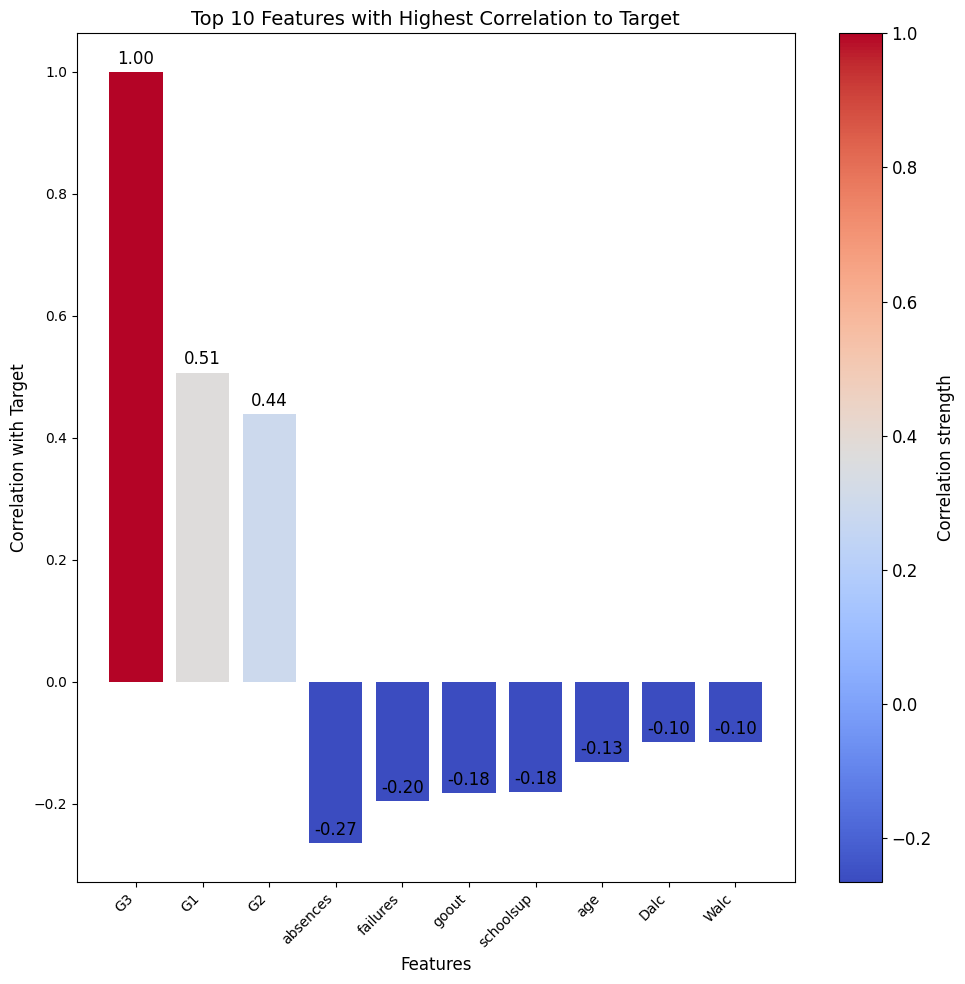 Top 10 Features with Highest Correlation to Target
Correlation with Target
1.0
0.8
0.6
0.4
0.2
0.0
−0.2
1.00
0.51
0.44
-0.27
-0.20
-0.18
-0.18
-0.13
-0.10
-0.10
G3
G1
G2
absences
failures
goout
schoolsup
age
Dalc
Walc
Features
1.0
0.8
0.6
0.4
0.2
0.0
−0.2
Correlation strength